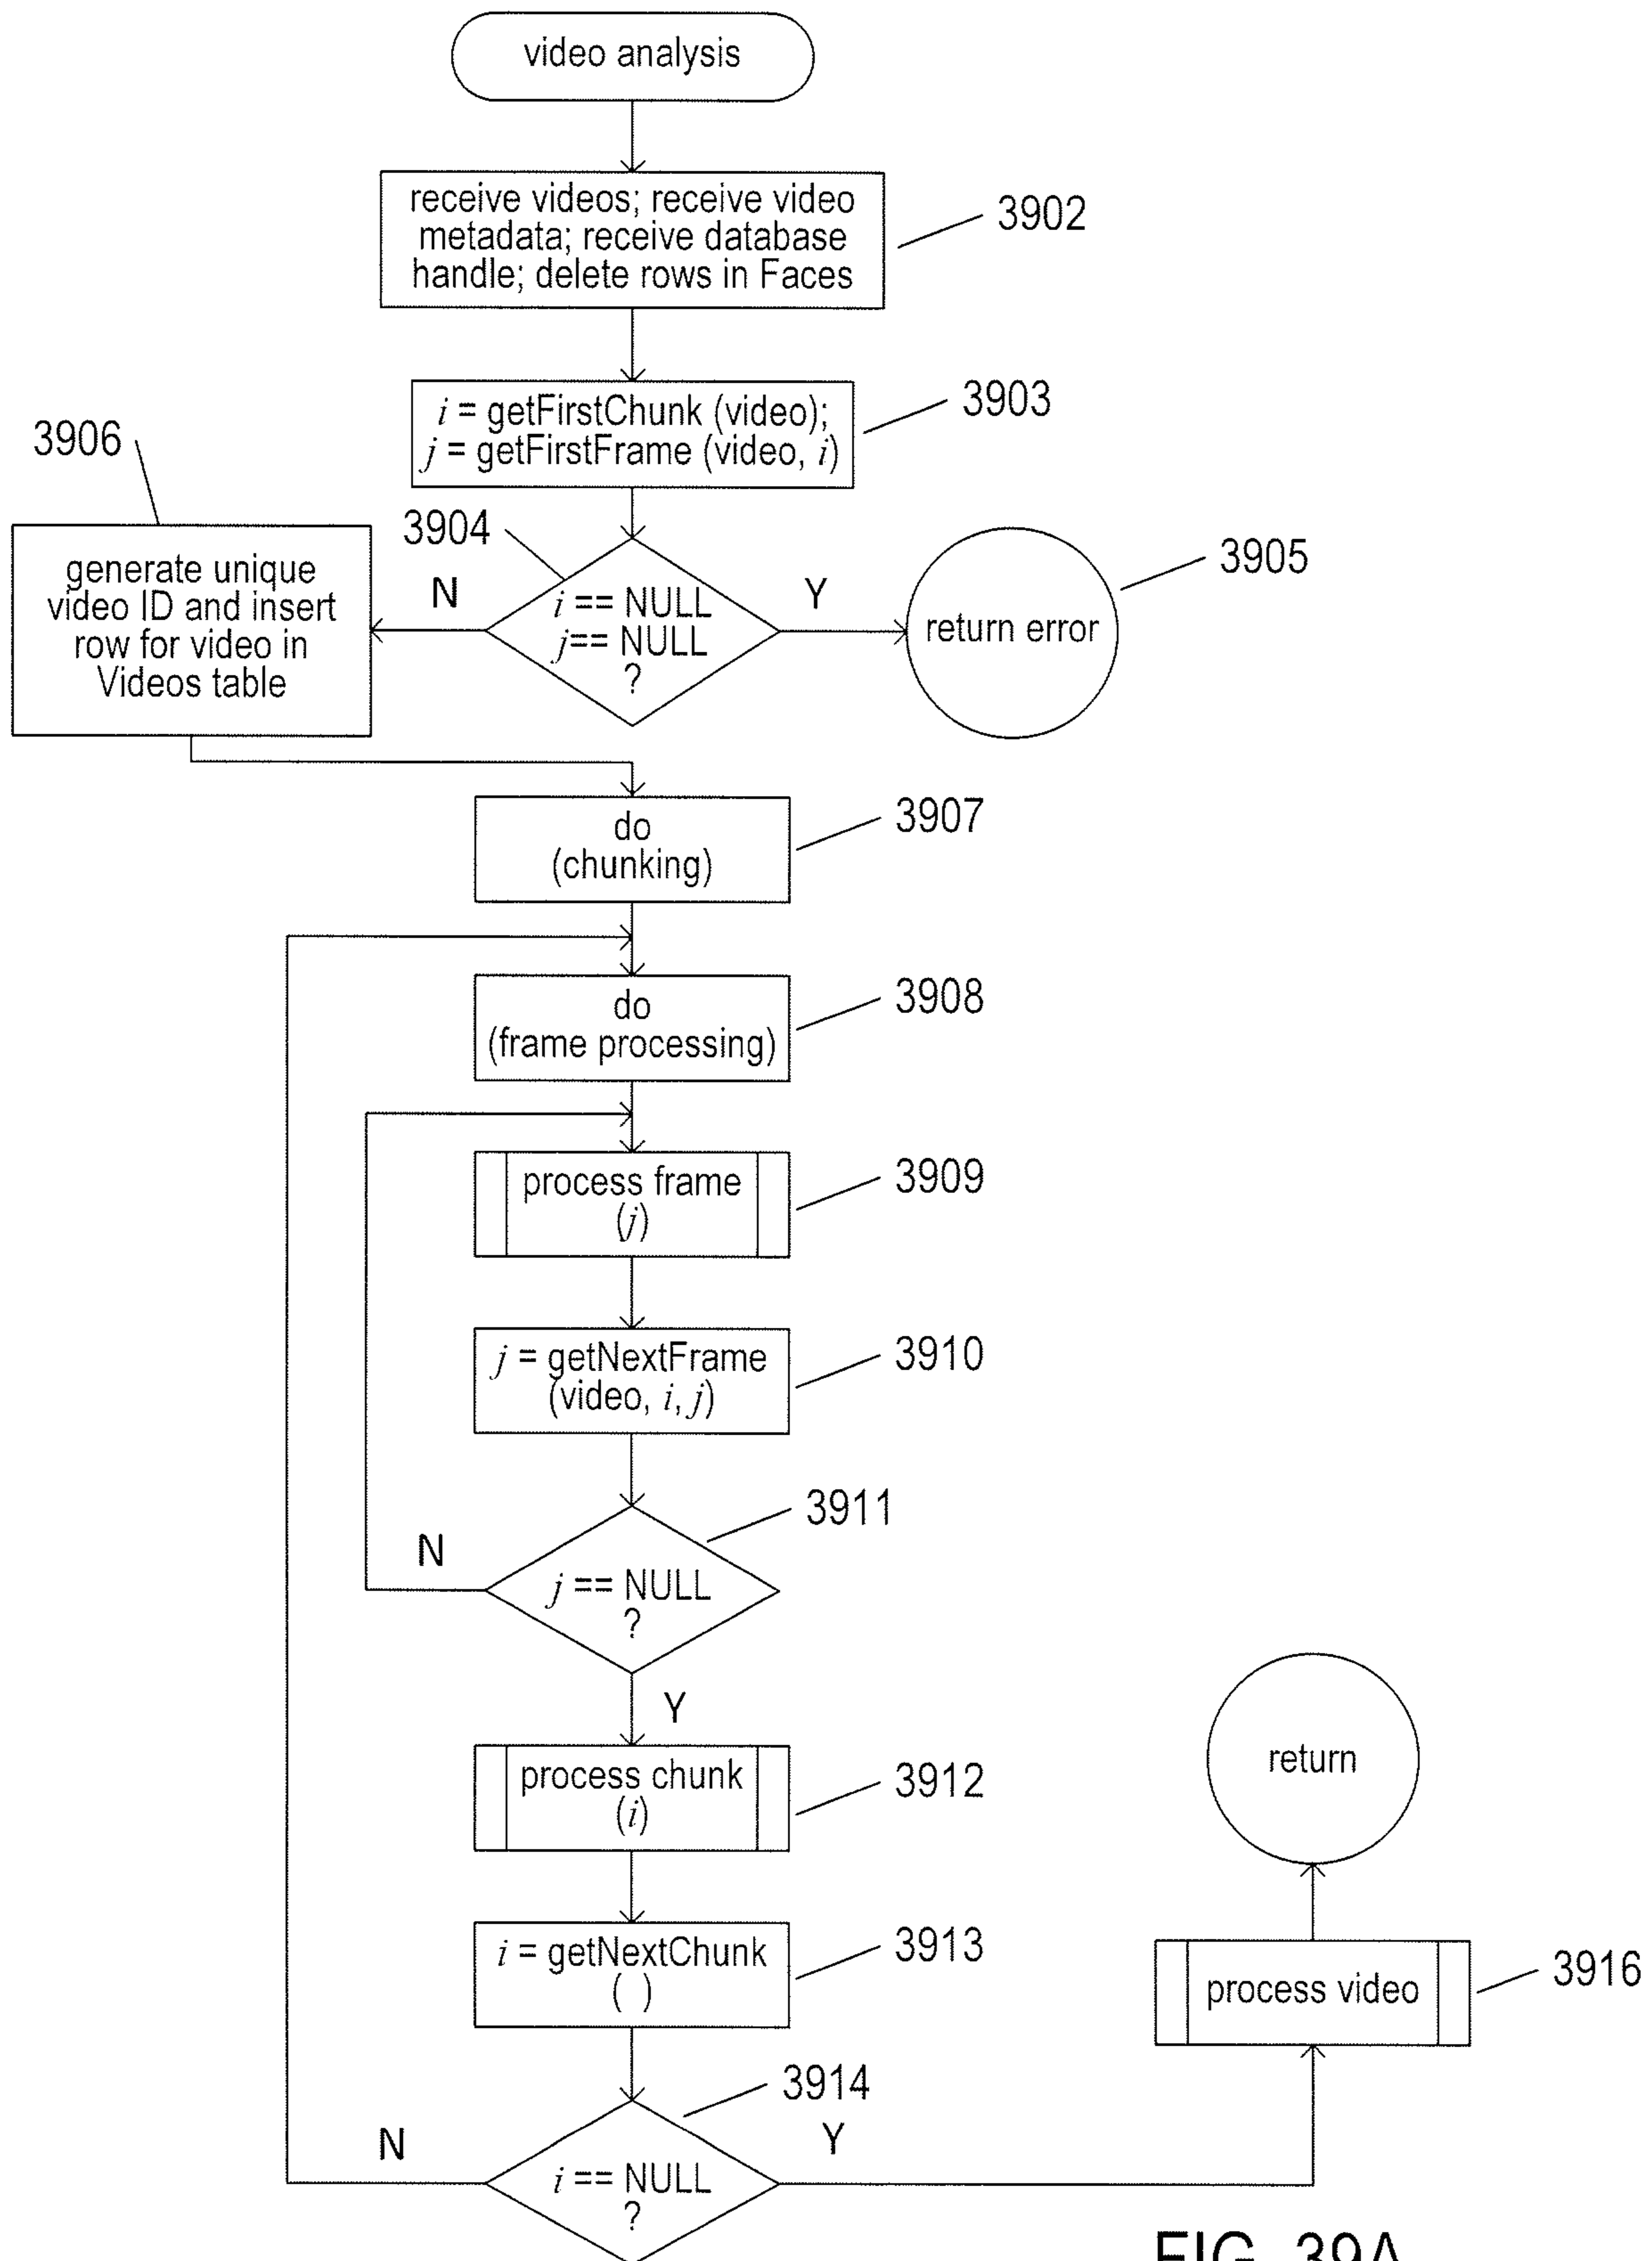 video analysis
receive videos; receive video
metadata; receive database
handle; delete rows in Faces
3902
i = getFirstChunk (video);
j = getFirstFrame (video, i)
3903
3906
generate unique
video ID and insert
row for video in
Videos table
3904
N
i == NULL
j== NULL
?
Y
return error
3905
do
(chunking)
3907
do
(frame processing)
3908
process frame
(j)
3909
j = getNextFrame
(video, i, j)
3910
3911
N
j == NULL
?
Y
process chunk
(i)
3912
return
i = getNextChunk
( )
3913
process video
3916
3914
N
i == NULL
?
Y
FIG. 39A